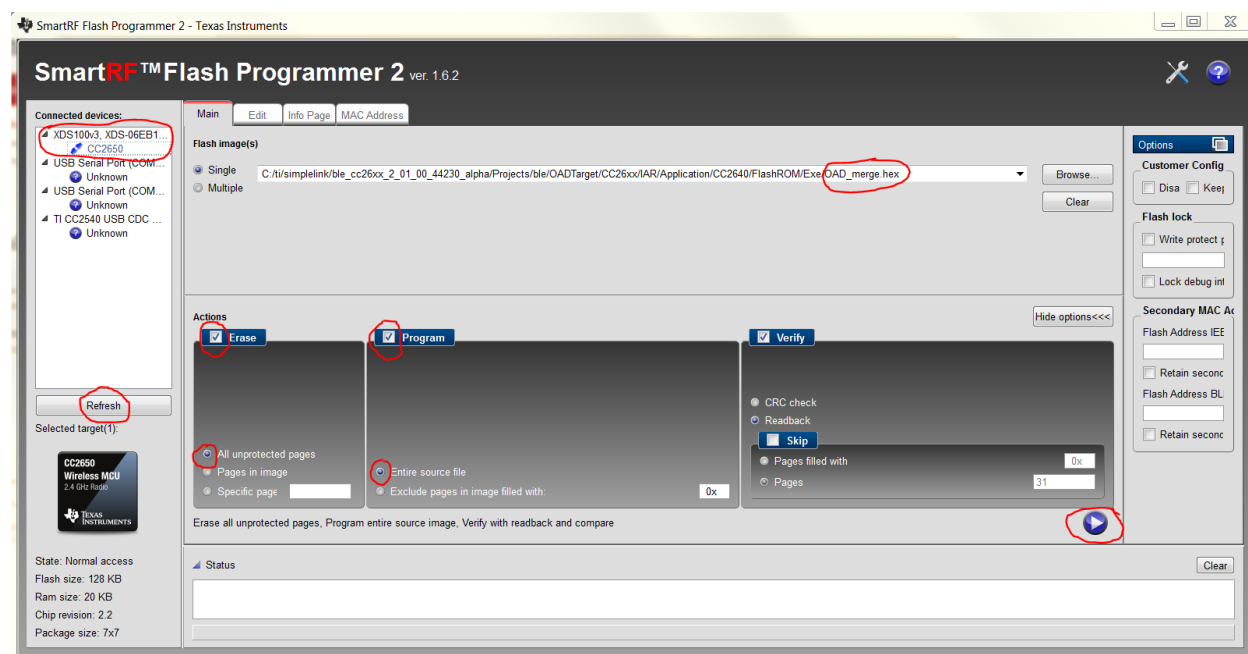 SmartRF Flash Programmer 2 - Texas Instruments
SmartRF™Flash Programmer 2 ver. 1.6.2
Connected devices:
XDS100v3, XDS-06EB1...
CC2650
USB Serial Port (COM...
Unknown
USB Serial Port (COM...
Unknown
TI CC2540 USB CDC ...
Unknown
Refresh
Selected target(1):
CC2650
Wireless MCU
2.4 GHz Radio
TEXAS
INSTRUMENTS
State: Normal access
Flash size: 128 KB
Ram size: 20 KB
Chip revision: 2.2
Package size: 7x7
Main Edit Info Page MAC Address
Flash image(s)
Single C:/ti/simplelink/ble_cc26xx_2_01_00_44230_alpha/Projects/ble/OADTarget/CC26xx/IAR/Application/CC2640/FlashROM/Exe/OAD_merge.hex Browse...
Multiple
Clear
Actions
Hide options<<<
Erase
All unprotected pages
Pages in image
Specific page
Program
Entire source file
Exclude pages in image filled with: 0x
Verify
CRC check
Readback
Skip
Pages filled with 0x
Pages 31
Erase all unprotected pages, Program entire source image, Verify with readback and compare
Status
Clear
Options
Customer Config
Disa Keep
Flash lock
Write protect p
Lock debug int
Secondary MAC Ad
Flash Address IEE
Retain second
Flash Address BL
Retain second